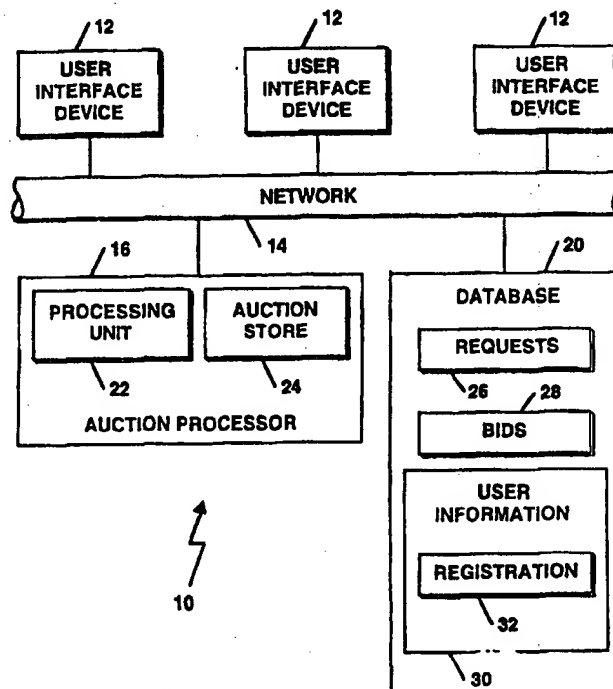 12
12
12
USER
INTERFACE
DEVICE
USER
INTERFACE
DEVICE
USER
INTERFACE
DEVICE
NETWORK
14
16
20
PROCESSING
UNIT
AUCTION
STORE
22
24
AUCTION PROCESSOR
DATABASE
REQUESTS
26
28
BIDS
USER
INFORMATION
REGISTRATION
32
30
10